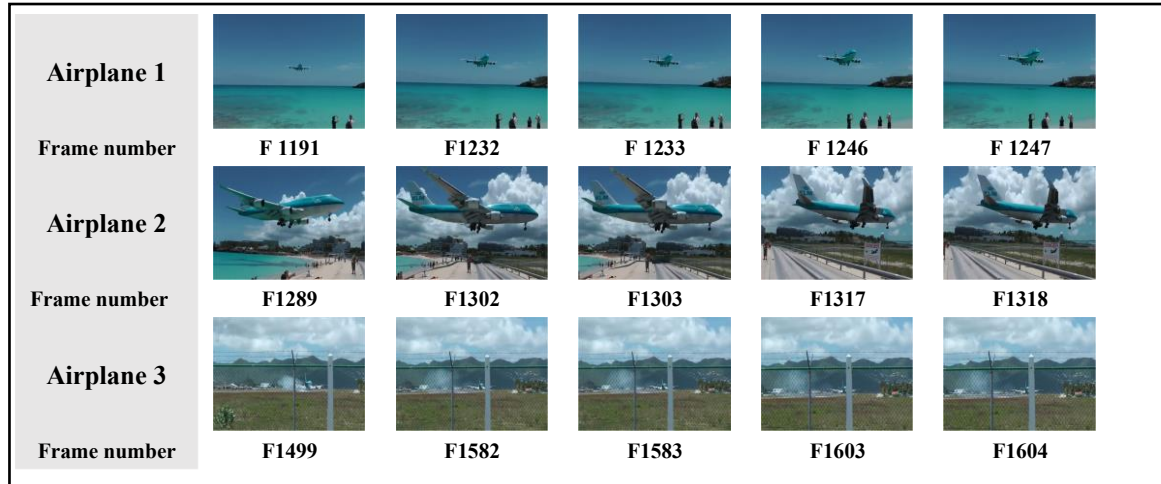 Airplane 1
Frame number F 1191 F1232 F 1233 F 1246 F 1247
Airplane 2
Frame number F1289 F1302 F1303 F1317 F1318
Airplane 3
Frame number F1499 F1582 F1583 F1603 F1604